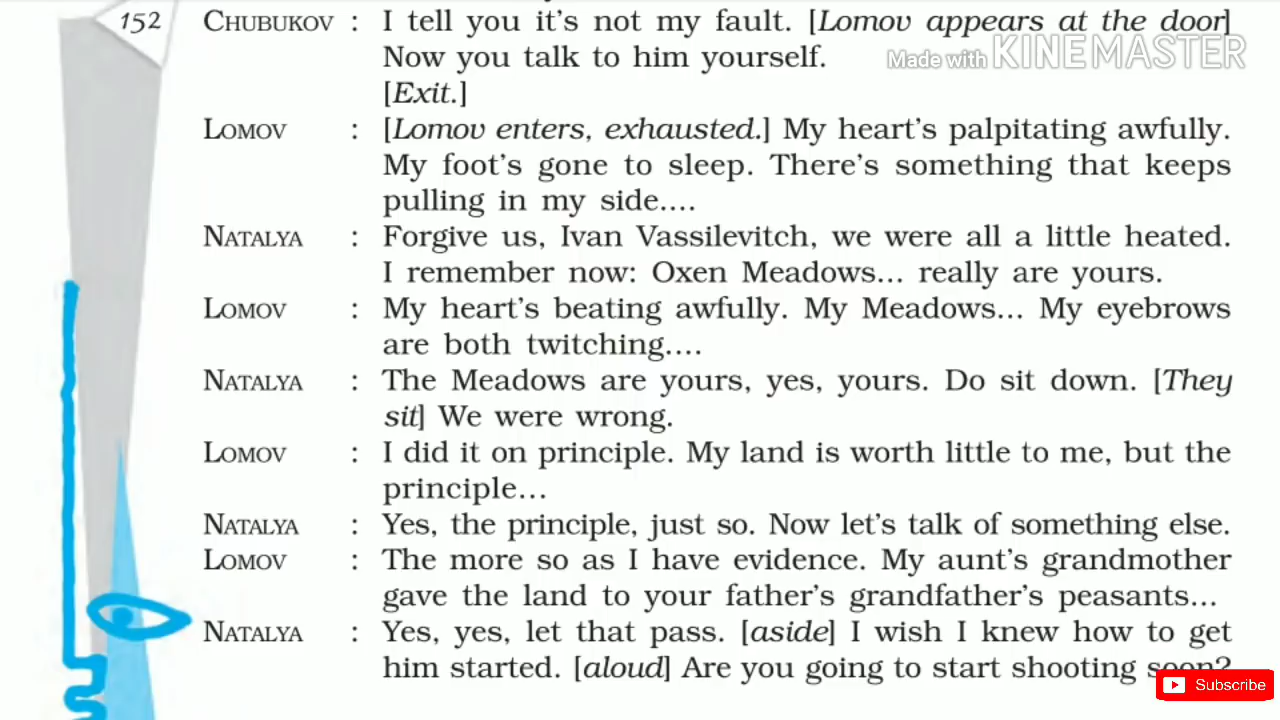 152
CHUBUKOV : I tell you it's not my fault. [Lomov appears at the door]
Now you talk to him yourself.
[Exit.]
LOMOV : [Lomov enters, exhausted.] My heart's palpitating awfully.
My foot's gone to sleep. There's something that keeps
pulling in my side....
NATALYA : Forgive us, Ivan Vassilevitch, we were all a little heated.
I remember now: Oxen Meadows... really are yours.
LOMOV : My heart's beating awfully. My Meadows... My eyebrows
are both twitching....
NATALYA : The Meadows are yours, yes, yours. Do sit down. [They
sit] We were wrong.
LOMOV : I did it on principle. My land is worth little to me, but the
principle...
NATALYA : Yes, the principle, just so. Now let's talk of something else.
LOMOV : The more so as I have evidence. My aunt's grandmother
gave the land to your father's grandfather's peasants...
NATALYA : Yes, yes, let that pass. [aside] I wish I knew how to get
him started. [aloud] Are you going to start shooting soon?
Made with KINEMASTER
Subscribe